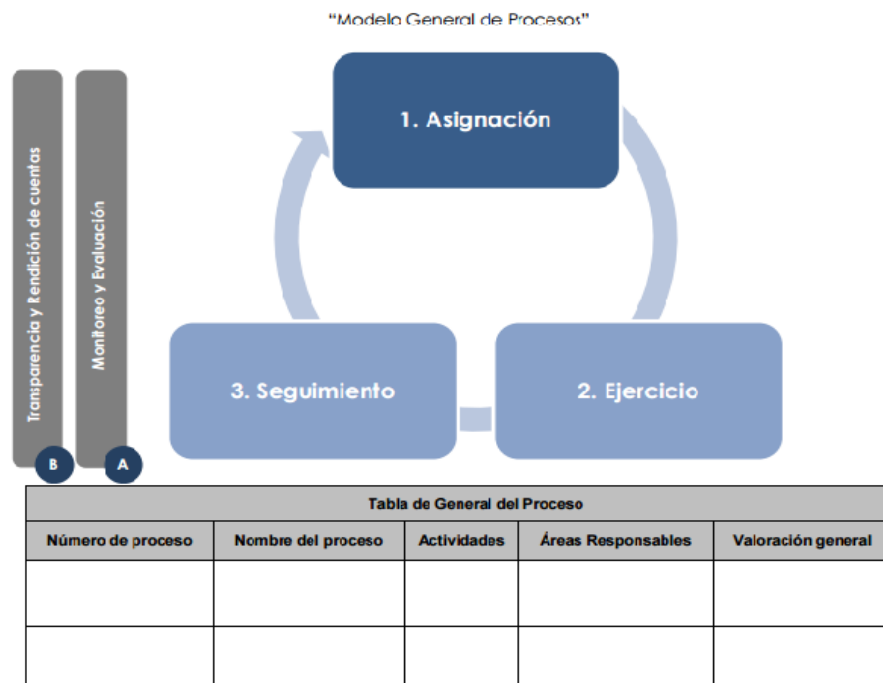 “Modelo General de Procesos”
1. Asignación
Transparencia y Rendición de cuentas
Monitoreo y Evaluación
3. Seguimiento
2. Ejercicio
B
A
Tabla de General del Proceso
Número de proceso
Nombre del proceso
Actividades
Áreas Responsables
Valoración general